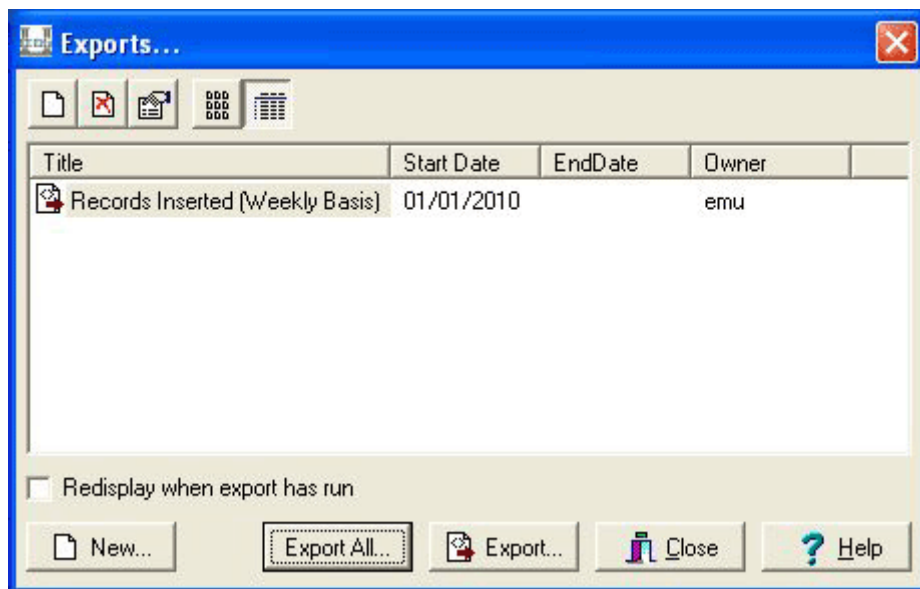 Exports...
Title Start Date EndDate Owner
Records Inserted (Weekly Basis) 01/01/2010 emu
Redisplay when export has run
New... Export All... Export... Close Help